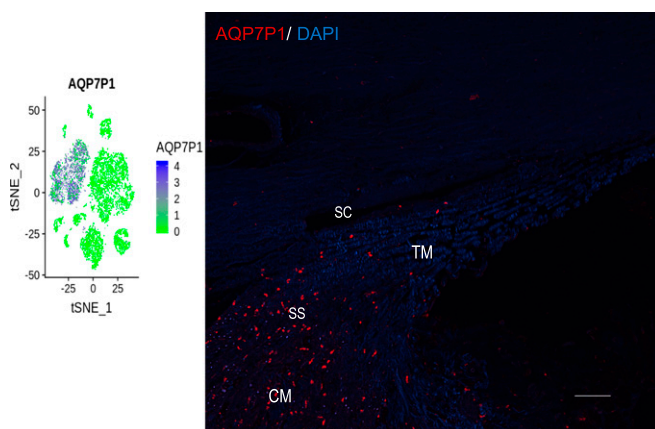 AQP7P1/ DAPI
AQP7P1
50
25
0
-25
-50
tSNE_2
-25 0 25
tSNE_1
AQP7P1
4
3
2
1
0
SC
TM
SS
CM